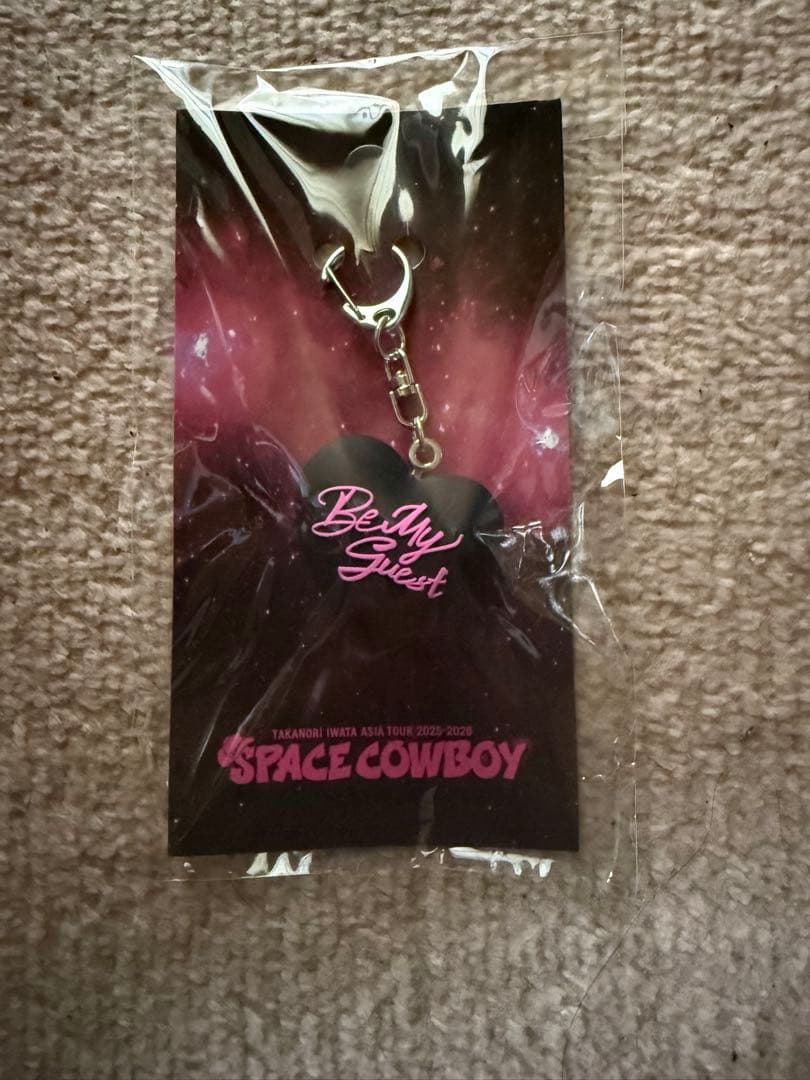 Be My
Guest
TAKANORI IWATA ASIA TOUR 2025-2026
SPACE COWBOY